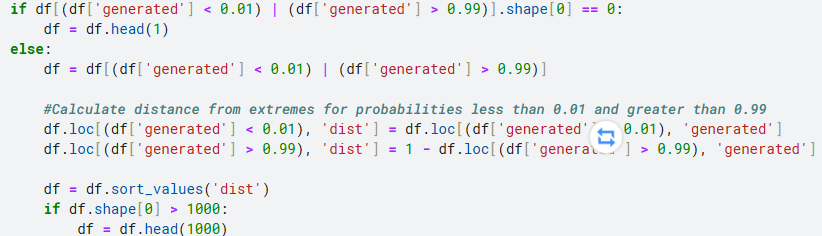 if df[(df['generated'] < 0.01) | (df['generated'] > 0.99)].shape[0] == 0:
    df = df.head(1)
else:
    df = df[(df['generated'] < 0.01) | (df['generated'] > 0.99)]

    #Calculate distance from extremes for probabilities less than 0.01 and greater than 0.99
    df.loc[(df['generated'] < 0.01), 'dist'] = df.loc[(df['generated' 0.01), 'generated']
    df.loc[(df['generated'] > 0.99), 'dist'] = 1 - df.loc[(df['genera ] > 0.99), 'generated']

    df = df.sort_values('dist')
    if df.shape[0] > 1000:
        df = df.head(1000)